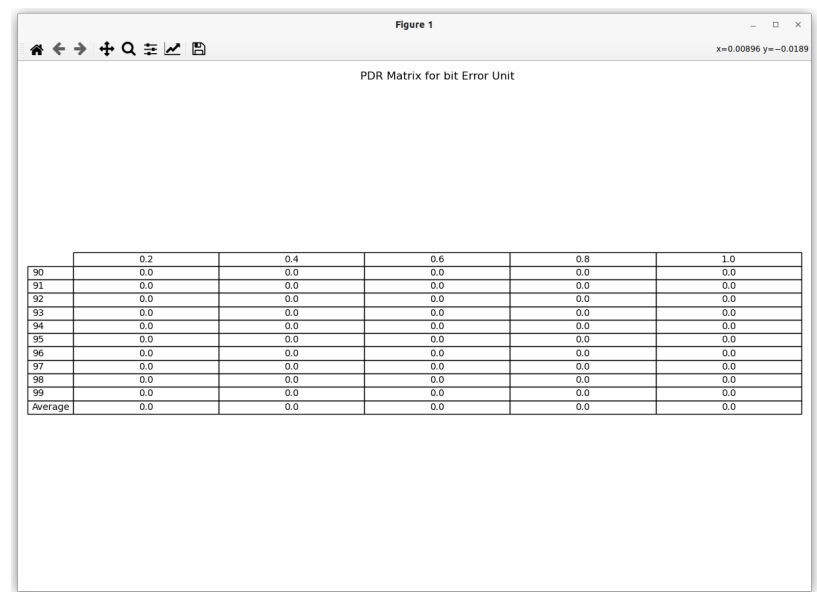 Figure 1
x=0.00896 y=−0.0189
PDR Matrix for bit Error Unit
0.2 0.4 0.6 0.8 1.0
90 0.0 0.0 0.0 0.0 0.0
91 0.0 0.0 0.0 0.0 0.0
92 0.0 0.0 0.0 0.0 0.0
93 0.0 0.0 0.0 0.0 0.0
94 0.0 0.0 0.0 0.0 0.0
95 0.0 0.0 0.0 0.0 0.0
96 0.0 0.0 0.0 0.0 0.0
97 0.0 0.0 0.0 0.0 0.0
98 0.0 0.0 0.0 0.0 0.0
99 0.0 0.0 0.0 0.0 0.0
Average 0.0 0.0 0.0 0.0 0.0